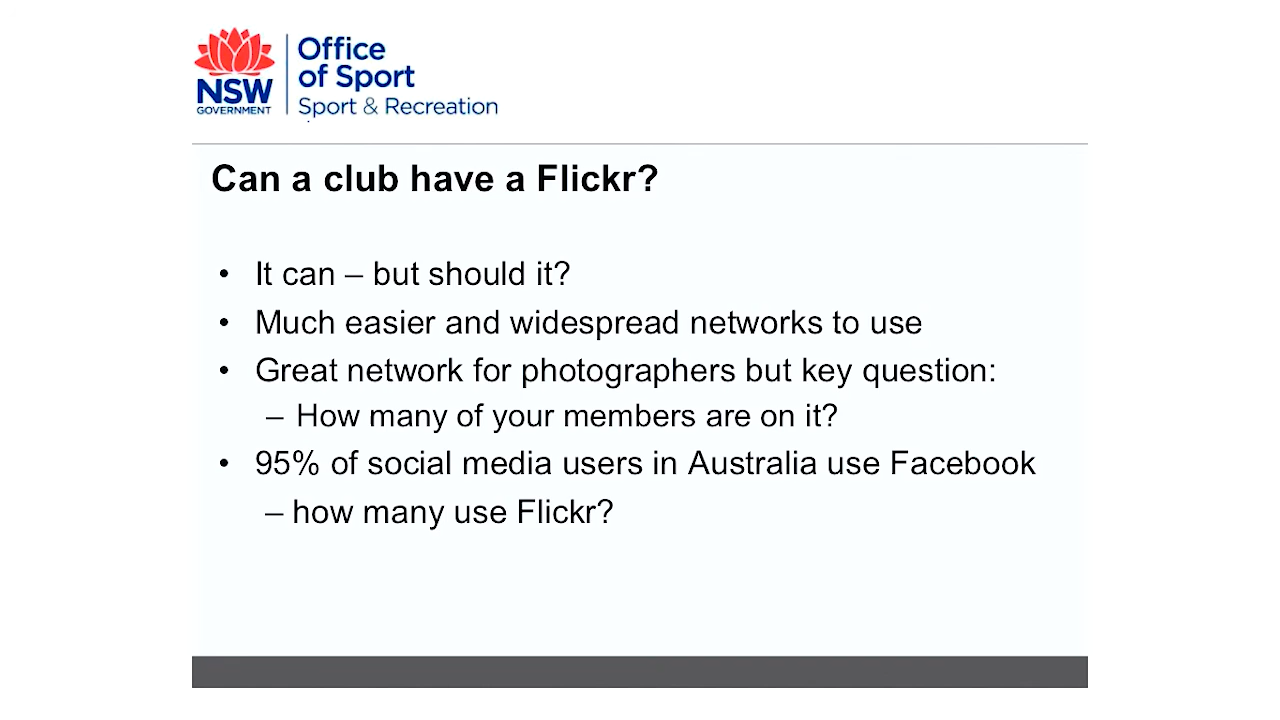 Office
of Sport
NSW
GOVERNMENT
Sport & Recreation
Can a club have a Flickr?
• It can – but should it?
• Much easier and widespread networks to use
• Great network for photographers but key question:
– How many of your members are on it?
• 95% of social media users in Australia use Facebook
– how many use Flickr?